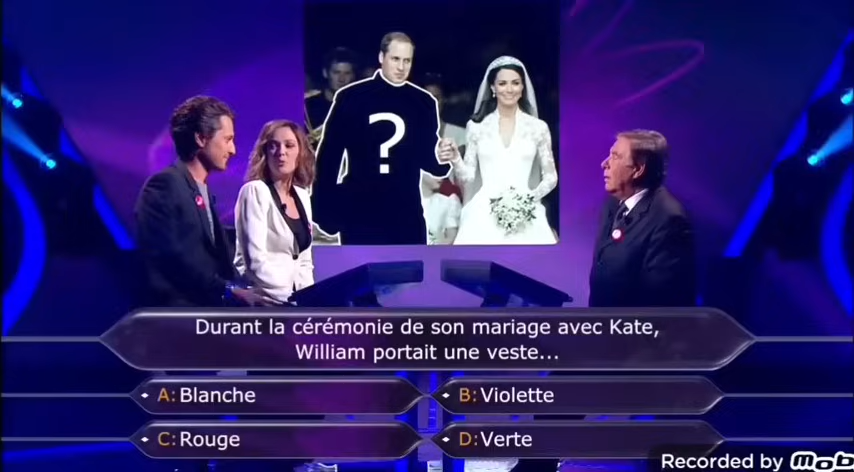 ?
Durant la cérémonie de son mariage avec Kate,
William portait une veste...
A: Blanche
B: Violette
C: Rouge
D: Verte
Recorded by mob